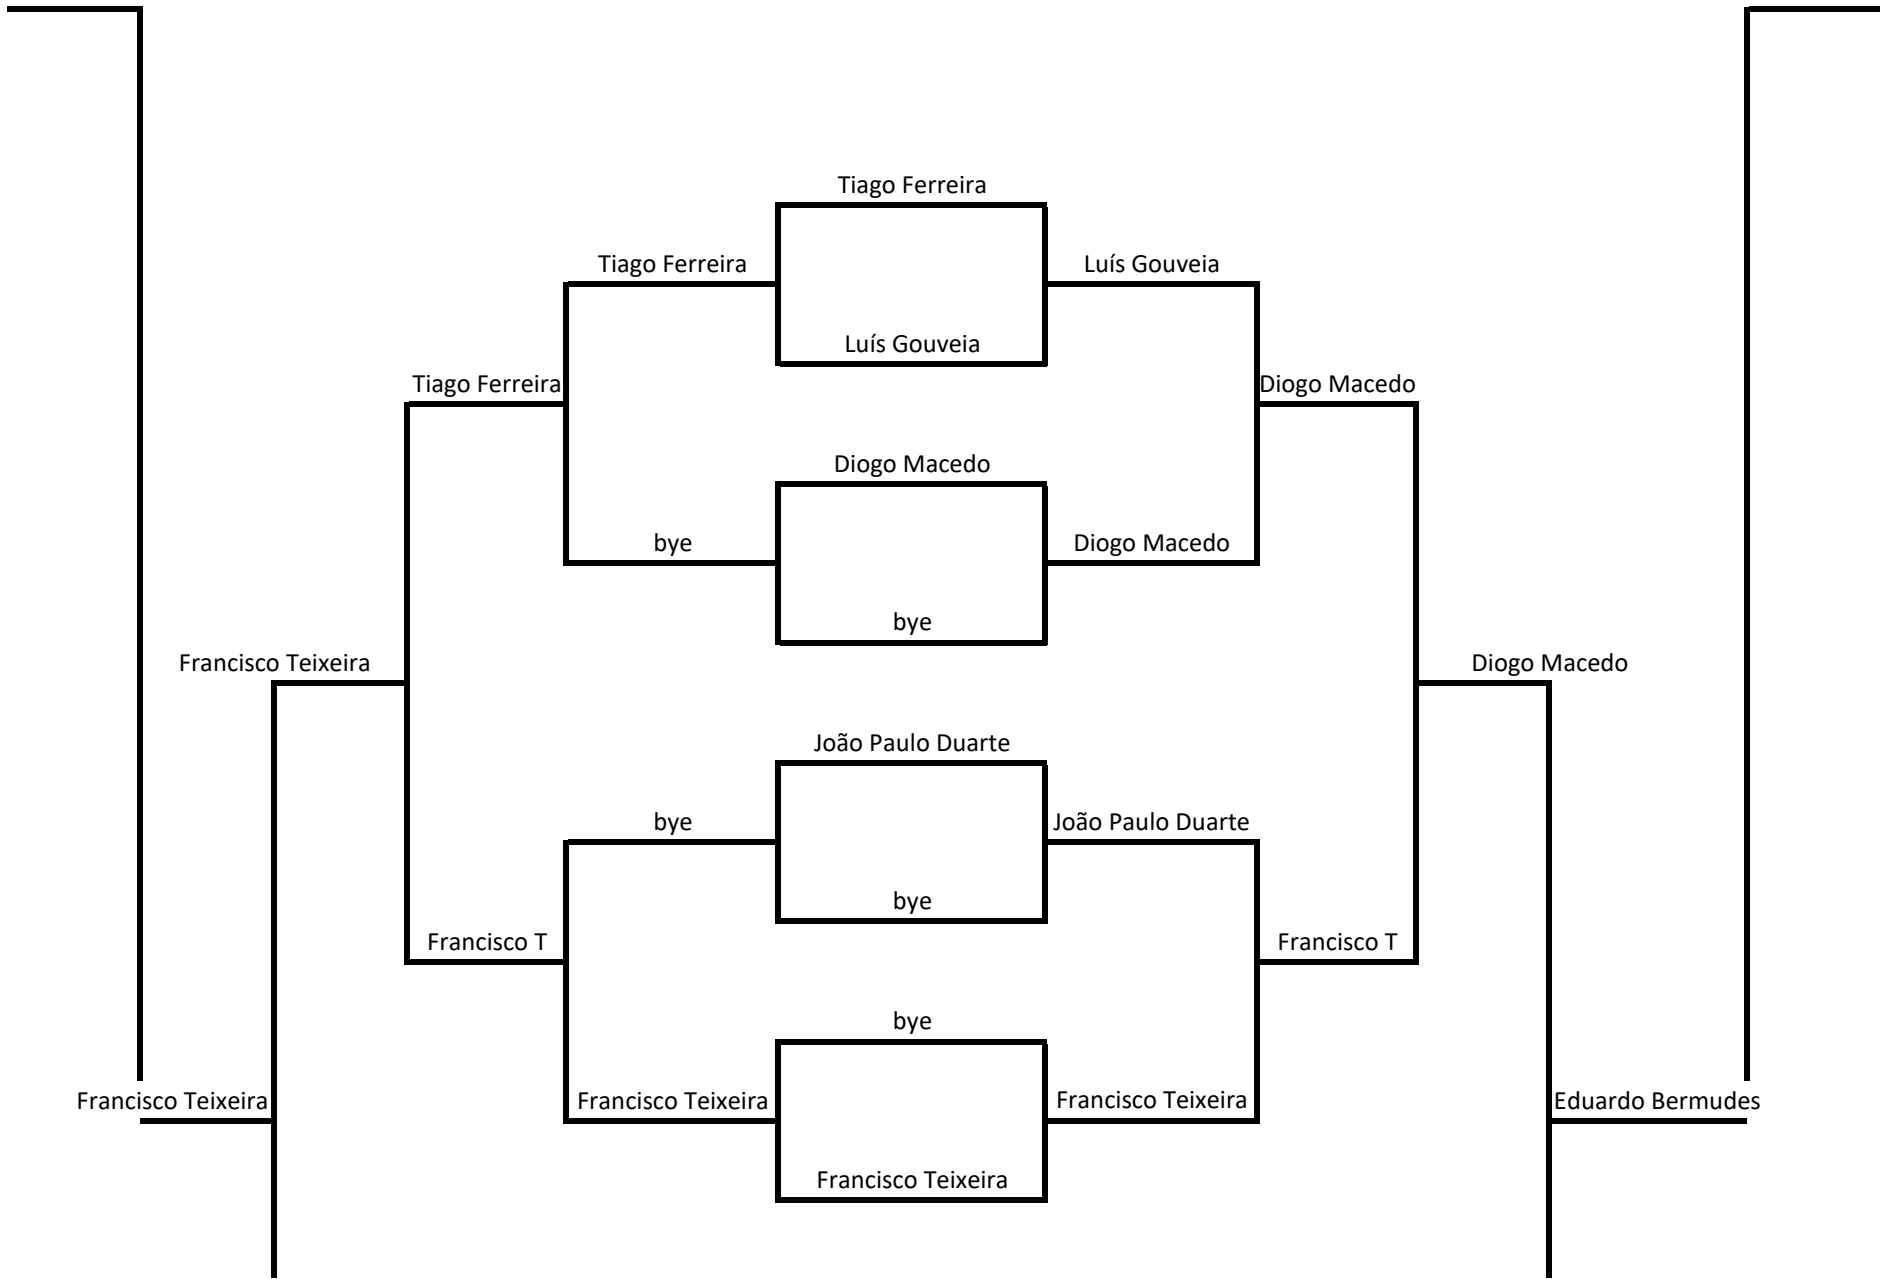 Tiago Ferreira
Tiago Ferreira
Luís Gouveia
Luís Gouveia
Tiago Ferreira
Diogo Macedo
Diogo Macedo
bye
Diogo Macedo
bye
Francisco Teixeira
Diogo Macedo
João Paulo Duarte
bye
João Paulo Duarte
bye
Francisco T
Francisco T
bye
Francisco Teixeira
Francisco Teixeira
Francisco Teixeira
Eduardo Bermudes
Francisco Teixeira